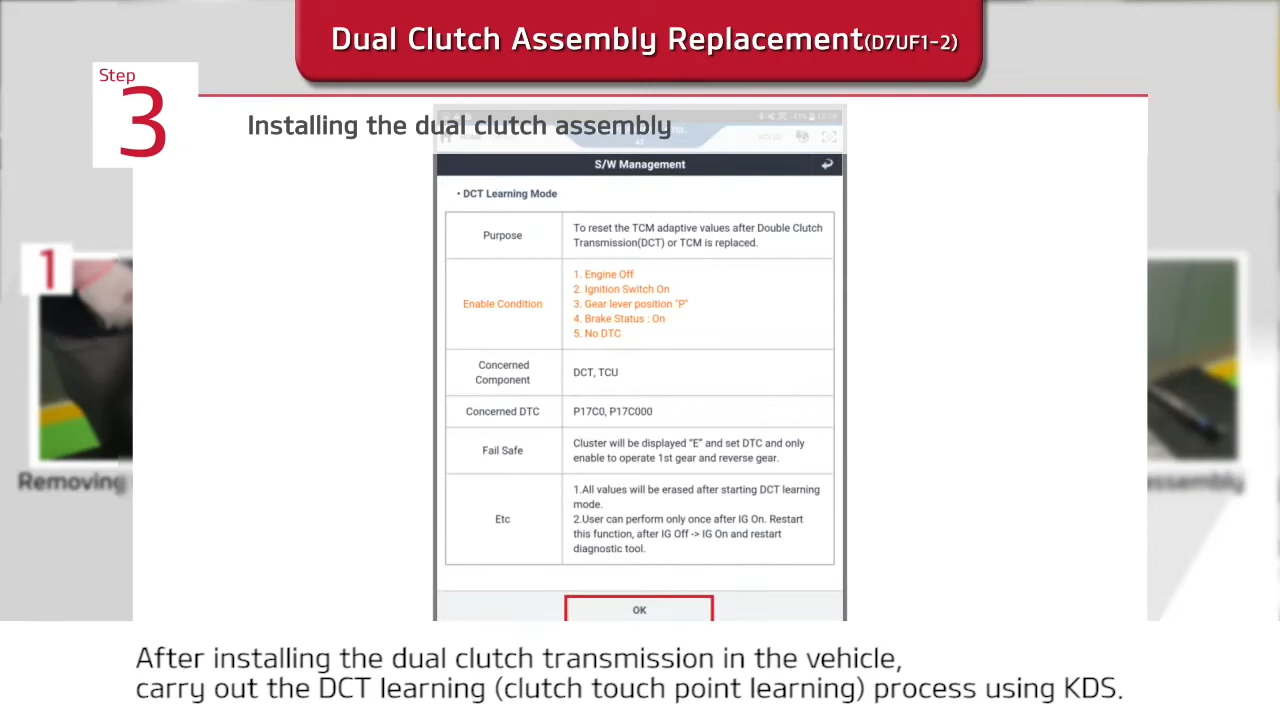 Dual Clutch Assembly Replacement(D7UF1-2)
Step
3
Installing the dual clutch assembly
S/W Management
• DCT Learning Mode
Purpose
To reset the TCM adaptive values after Double Clutch
Transmission(DCT) or TCM is replaced.
Enable Condition
1. Engine Off
2. Ignition Switch On
3. Gear lever position "P"
4. Brake Status : On
5. No DTC
Concerned
Component
DCT, TCU
Concerned DTC
P17C0, P17C000
Fail Safe
Cluster will be displayed "E" and set DTC and only
enable to operate 1st gear and reverse gear.
Etc
1.All values will be erased after starting DCT learning
mode.
2.User can perform only once after IG On. Restart
this function, after IG Off -> IG On and restart
diagnostic tool.
OK
1
Removing
assembly
After installing the dual clutch transmission in the vehicle,
carry out the DCT learning (clutch touch point learning) process using KDS.